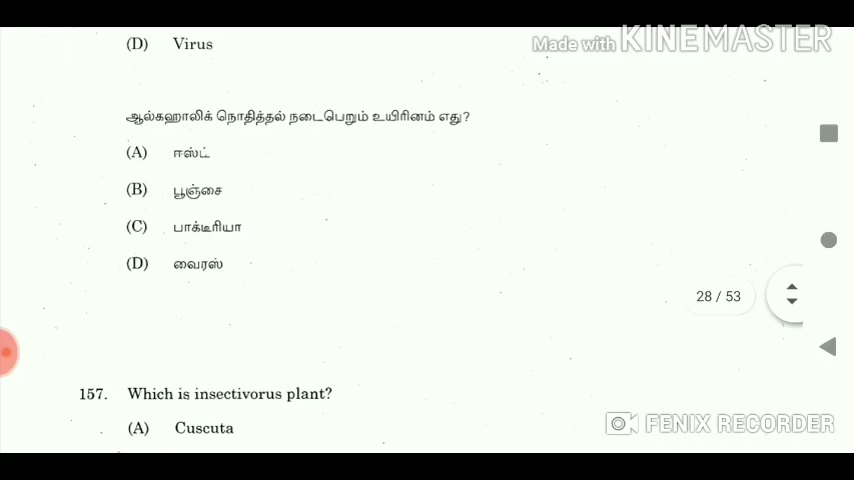 (D) Virus
Made with KINEMASTER
ஆல்கஹாலிக் நொதித்தல் நடைபெறும் உயிரினம் எது?
(A) ஈஸ்ட்
(B) பூஞ்சை
(C) பாக்டீரியா
(D) வைரஸ்
28 / 53
157. Which is insectivorus plant?
(A) Cuscuta
FENIX RECORDER